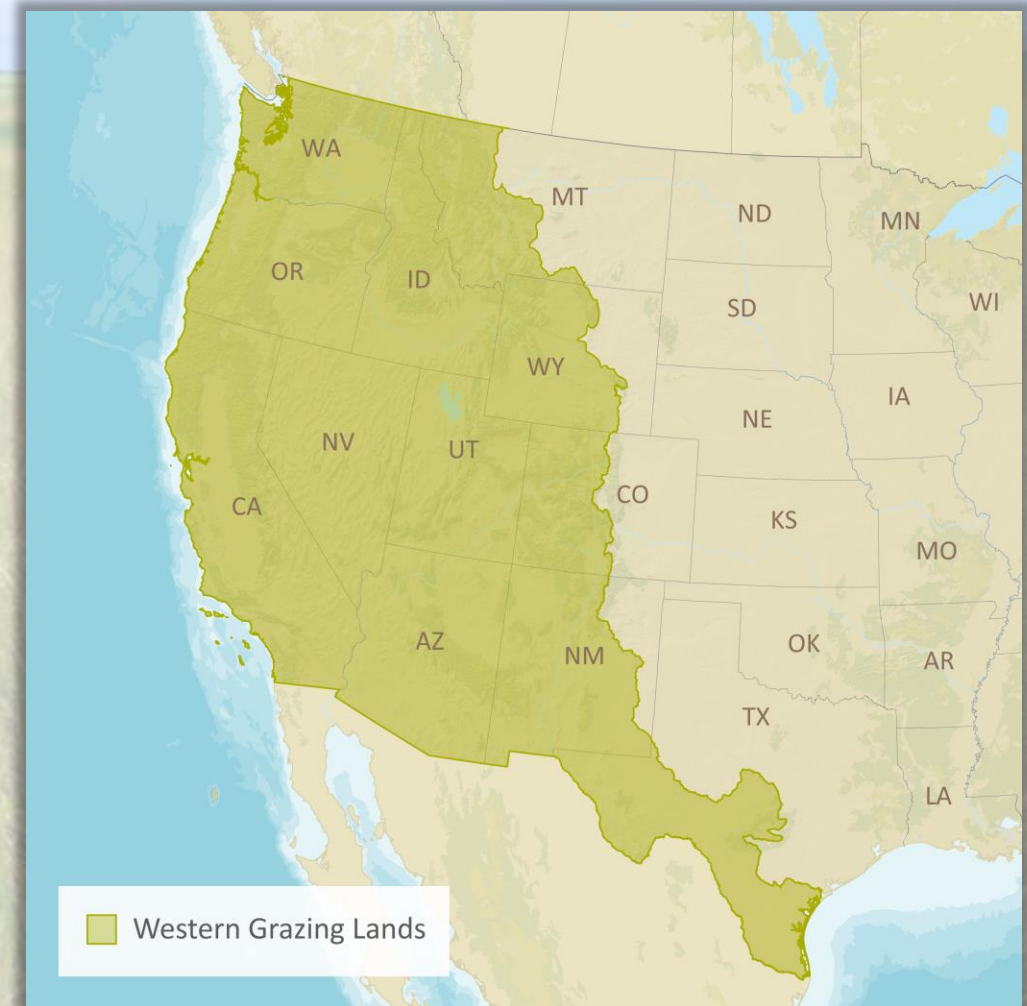 WA
MT
ND
MN
OR
ID
SD
WI
WY
NE
IA
NV
UT
CO
CA
KS
MO
AZ
NM
OK
AR
TX
LA
Western Grazing Lands